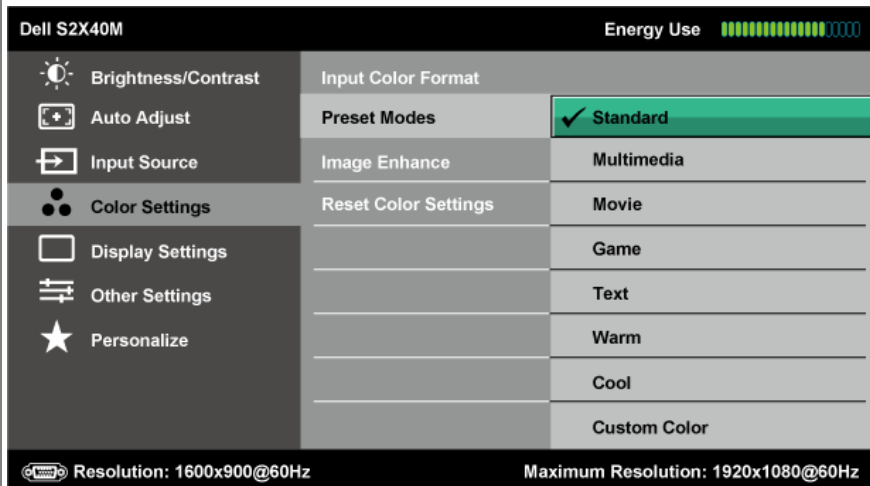 Dell S2X40M
Energy Use
Brightness/Contrast
Auto Adjust
Input Source
Color Settings
Display Settings
Other Settings
Personalize
Input Color Format
Preset Modes
Image Enhance
Reset Color Settings
Standard
Multimedia
Movie
Game
Text
Warm
Cool
Custom Color
Resolution: 1600x900@60Hz
Maximum Resolution: 1920x1080@60Hz